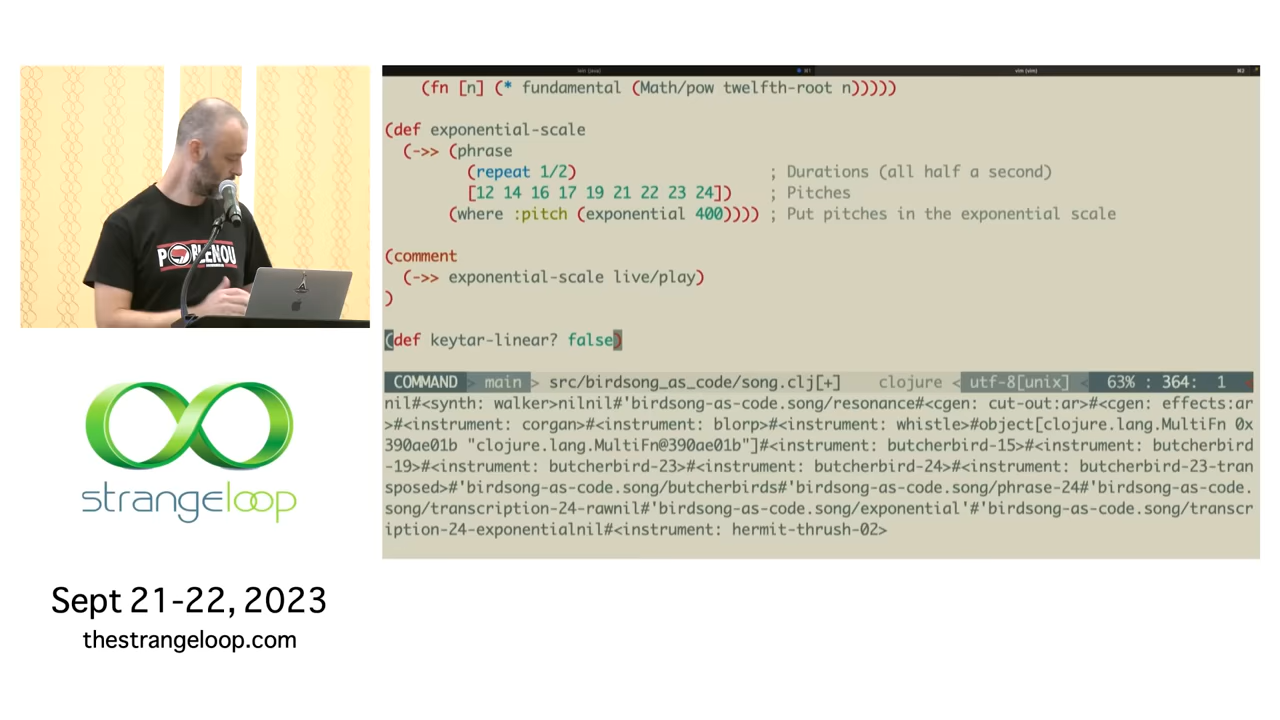 POBLENOU
strangeloop
Sept 21-22, 2023
thestrangeloop.com
(fn [n] (* fundamental (Math/pow twelfth-root n)))))
(def exponential-scale
(->> (phrase
(repeat 1/2) ; Durations (all half a second)
[12 14 16 17 19 21 22 23 24]) ; Pitches
(where :pitch (exponential 400)))) ; Put pitches in the exponential scale
(comment
(->> exponential-scale live/play)
)
(def keytar-linear? false)
COMMAND > main > src/birdsong_as_code/song.clj[+] clojure < utf-8[unix] < 63% : 364: 1
nil#<synth: walker>nilnil#'birdsong-as-code.song/resonance#<cgen: cut-out:ar>#<cgen: effects:ar
>#<instrument: corgan>#<instrument: blorp>#<instrument: whistle>#object[clojure.lang.MultiFn 0x
390ae01b "clojure.lang.MultiFn@390ae01b"]#<instrument: butcherbird-15>#<instrument: butcherbird
-19>#<instrument: butcherbird-23>#<instrument: butcherbird-24>#<instrument: butcherbird-23-tran
sposed>#'birdsong-as-code.song/butcherbirds#'birdsong-as-code.song/phrase-24#'birdsong-as-code.
song/transcription-24-rawnil#'birdsong-as-code.song/exponential'#'birdsong-as-code.song/transcr
iption-24-exponentialnil#<instrument: hermit-thrush-02>